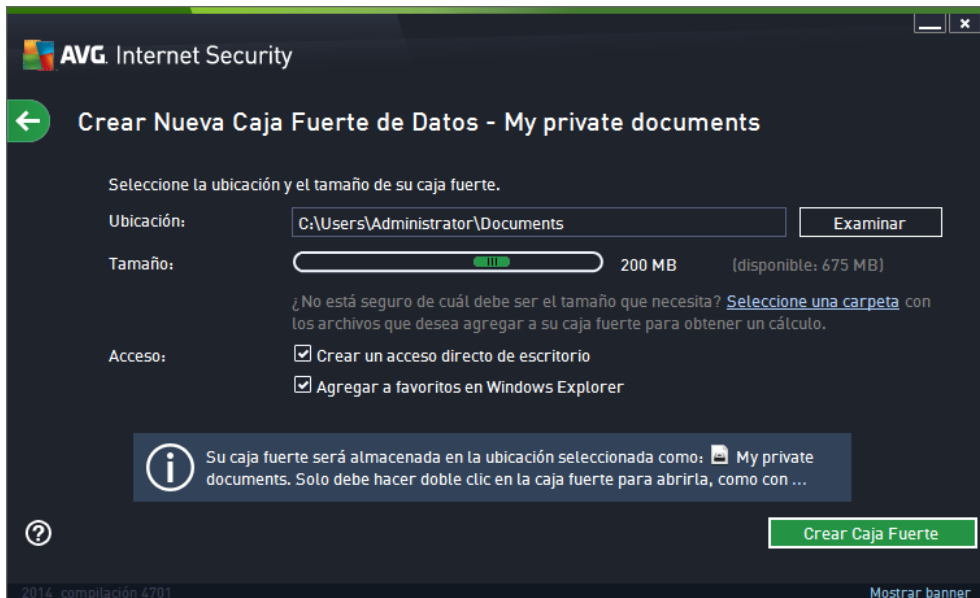 AVG. Internet Security
Crear Nueva Caja Fuerte de Datos - My private documents
Seleccione la ubicación y el tamaño de su caja fuerte.
Ubicación: C:\Users\Administrator\Documents Examinar
Tamaño: 200 MB (disponible: 675 MB)
¿No está seguro de cuál debe ser el tamaño que necesita? Seleccione una carpeta con
los archivos que desea agregar a su caja fuerte para obtener un cálculo.
Acceso: Crear un acceso directo de escritorio
Agregar a favoritos en Windows Explorer
Su caja fuerte será almacenada en la ubicación seleccionada como: My private
documents. Solo debe hacer doble clic en la caja fuerte para abrirla, como con ...
Crear Caja Fuerte
2014 compilación 4701 Mostrar banner